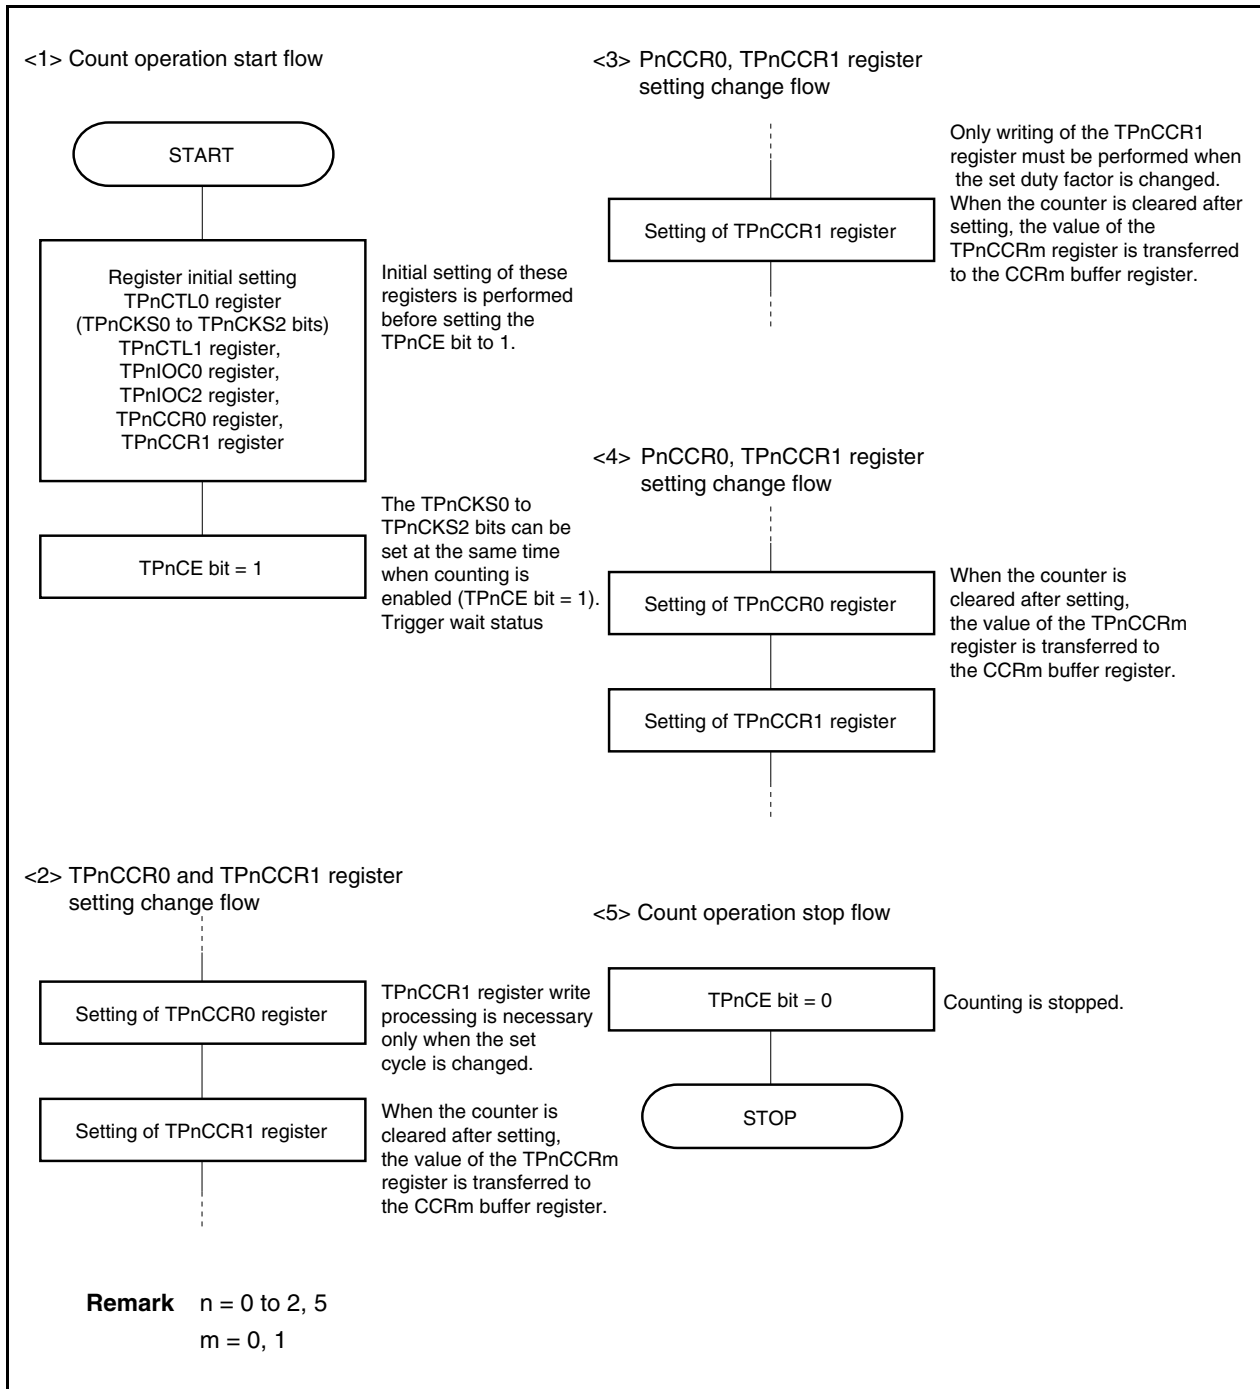 <1> Count operation start flow
START
Register initial setting
TPnCTL0 register
(TPnCKS0 to TPnCKS2 bits)
TPnCTL1 register,
TPnIOC0 register,
TPnIOC2 register,
TPnCCR0 register,
TPnCCR1 register
Initial setting of these
registers is performed
before setting the
TPnCE bit to 1.
TPnCE bit = 1
The TPnCKS0 to
TPnCKS2 bits can be
set at the same time
when counting is
enabled (TPnCE bit = 1).
Trigger wait status
<2> TPnCCR0 and TPnCCR1 register
setting change flow
Setting of TPnCCR0 register
TPnCCR1 register write
processing is necessary
only when the set
cycle is changed.
Setting of TPnCCR1 register
When the counter is
cleared after setting,
the value of the TPnCCRm
register is transferred to
the CCRm buffer register.
<3> PnCCR0, TPnCCR1 register
setting change flow
Setting of TPnCCR1 register
Only writing of the TPnCCR1
register must be performed when
the set duty factor is changed.
When the counter is cleared after
setting, the value of the
TPnCCRm register is transferred
to the CCRm buffer register.
<4> PnCCR0, TPnCCR1 register
setting change flow
Setting of TPnCCR0 register
When the counter is
cleared after setting,
the value of the TPnCCRm
register is transferred to
the CCRm buffer register.
Setting of TPnCCR1 register
<5> Count operation stop flow
TPnCE bit = 0
Counting is stopped.
STOP
Remark n = 0 to 2, 5
m = 0, 1